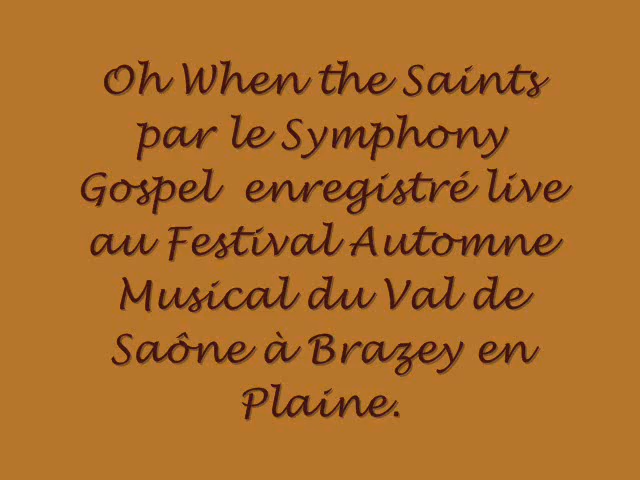 Oh When the Saints
par le Symphony
Gospel enregistré live
au Festival Automne
Musical du Val de
Saône à Brazey en
Plaine.